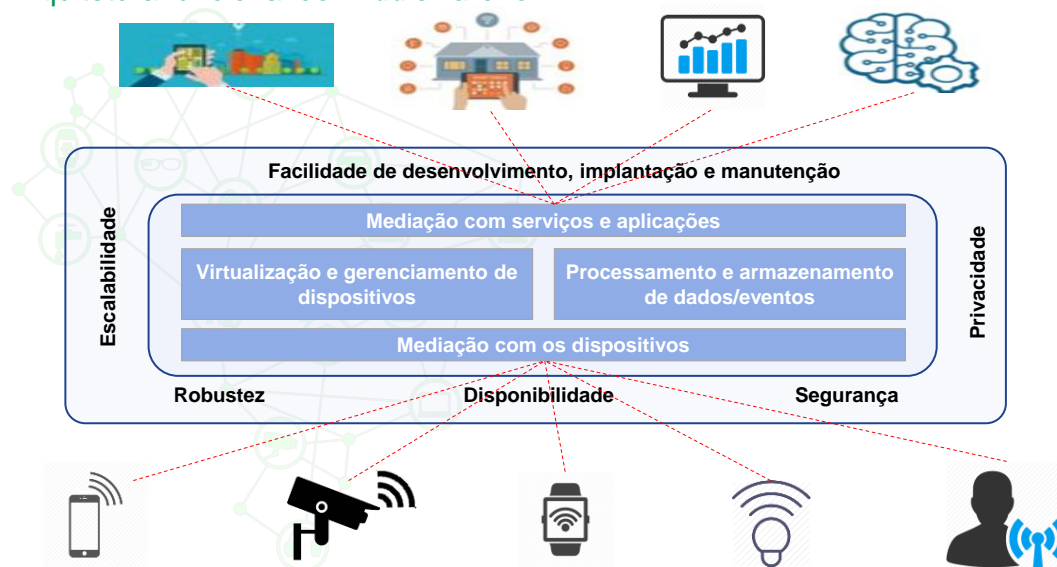 Facilidade de desenvolvimento, implantação e manutenção
Escalabilidade
Mediação com serviços e aplicações
Virtualização e gerenciamento de
dispositivos
Processamento e armazenamento
de dados/eventos
Mediação com os dispositivos
Privacidade
Robustez
Disponibilidade
Segurança